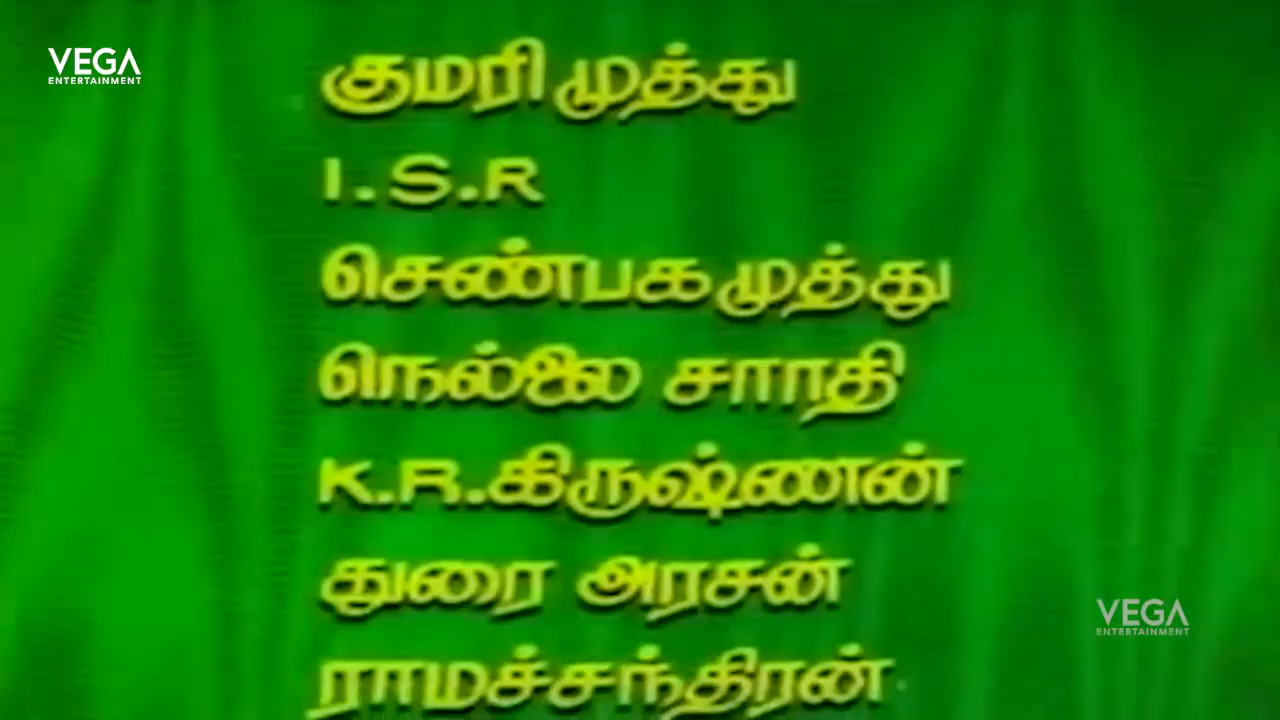 VEGA
ENTERTAINMENT
குமரி முத்து
I.S.R
செண்பகமுத்து
நெல்லை சாரதி
K.R.கிருஷ்ணன்
துரை அரசன்
ராமச்சந்திரன்
VEGA
ENTERTAINMENT